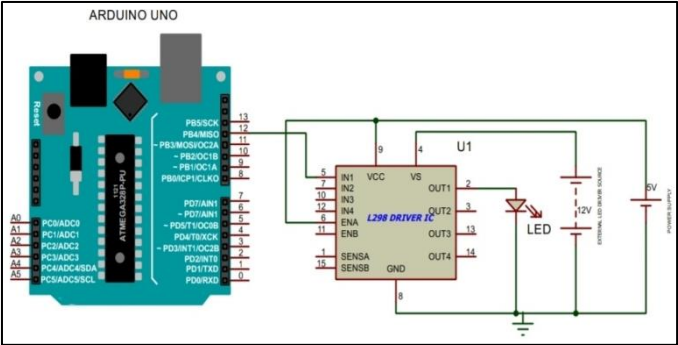 ARDUINO UNO
Reset
1121
ATMEGA328P-PU
PB5/SCK 13
PB4/MISO 12
~ PB3/MOSI/OC2A 11
~ PB2/OC1B 10
~ PB1/OC1A 9
PB0/ICP1/CLKO 8
PD7/AIN1 7
~ PD7/AIN1 6
~ PD5/T1/OC0B 5
PD4/T0/XCK 4
~ PD3/INT1/OC2B 3
PD2/INT0 2
PD1/TXD 1
PD0/RXD 0
A0 PC0/ADC0
A1 PC1/ADC1
A2 PC2/ADC2
A3 PC3/ADC3
A4 PC4/ADC4/SDA
A5 PC5/ADC5/SCL
U1
9 4
VCC VS
5 IN1 OUT1 2
7 IN2
10 IN3 OUT2 3
12 IN4
L298 DRIVER IC
6 ENA
11 ENB OUT3 13
1 SENSA OUT4 14
15 SENSB
GND
8
LED
12V
EXTERNAL LED DRIVER SOURCE
5V
POWER SUPPLY